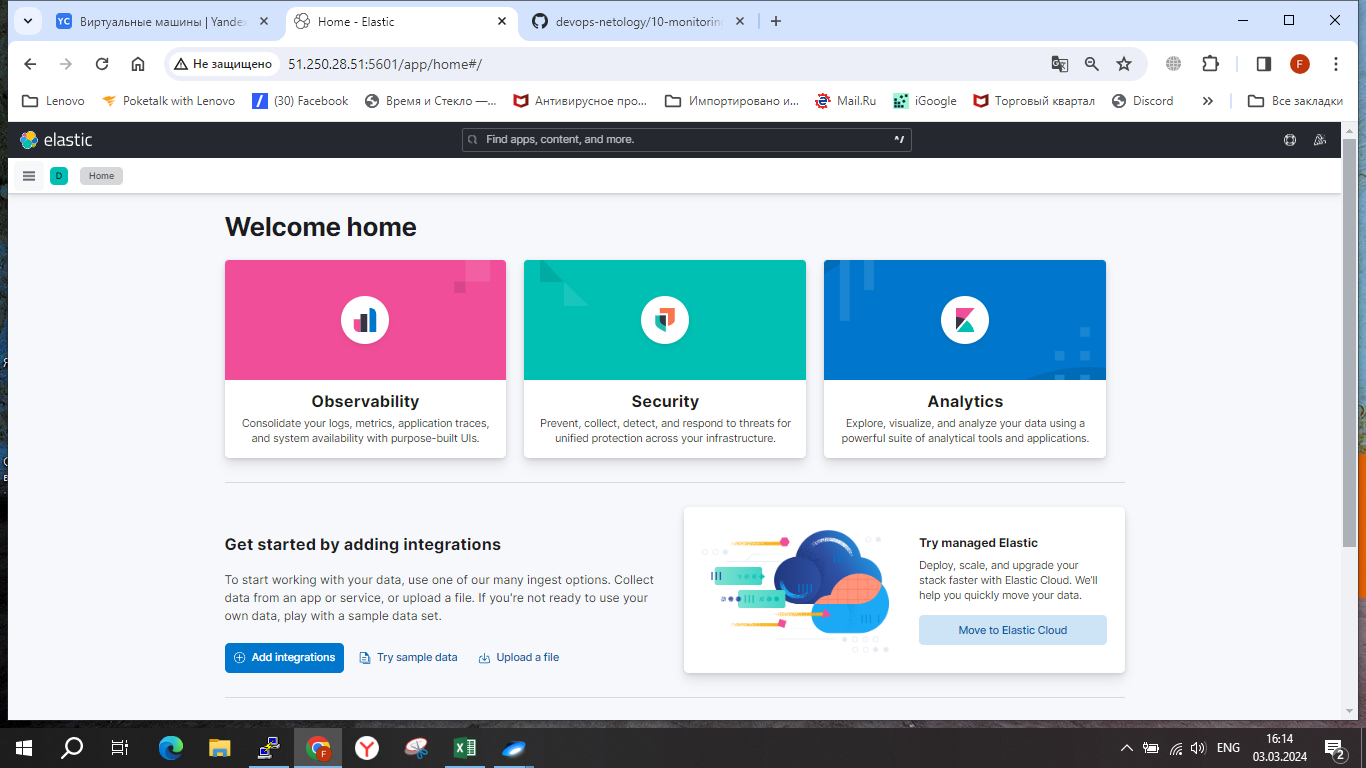 Виртуальные машины | Yandex
Home - Elastic
devops-netology/10-monitoring
Не защищено
51.250.28.51:5601/app/home#/
Lenovo
Poketalk with Lenovo
(30) Facebook
Время и Стекло —...
Антивирусное про...
Импортировано и...
Mail.Ru
iGoogle
Торговый квартал
Discord
Все закладки
elastic
Find apps, content, and more.
^/
D
Home
Welcome home
Observability
Consolidate your logs, metrics, application traces,
and system availability with purpose-built UIs.
Security
Prevent, collect, detect, and respond to threats for
unified protection across your infrastructure.
Analytics
Explore, visualize, and analyze your data using a
powerful suite of analytical tools and applications.
Get started by adding integrations
To start working with your data, use one of our many ingest options. Collect
data from an app or service, or upload a file. If you're not ready to use your
own data, play with a sample data set.
Add integrations
Try sample data
Upload a file
Try managed Elastic
Deploy, scale, and upgrade your
stack faster with Elastic Cloud. We'll
help you quickly move your data.
Move to Elastic Cloud
ENG
16:14
03.03.2024
2